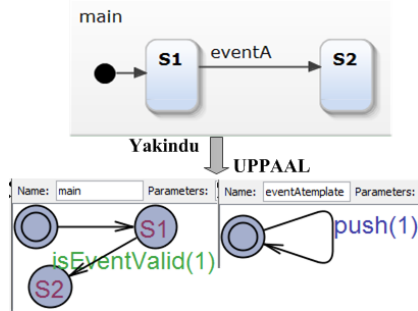 main
S1
eventA
S2
Yakindu
UPPAAL
Name: main Parameters:
Name: eventAtemplate Parameters:
S1
push(1)
isEventValid(1)
S2